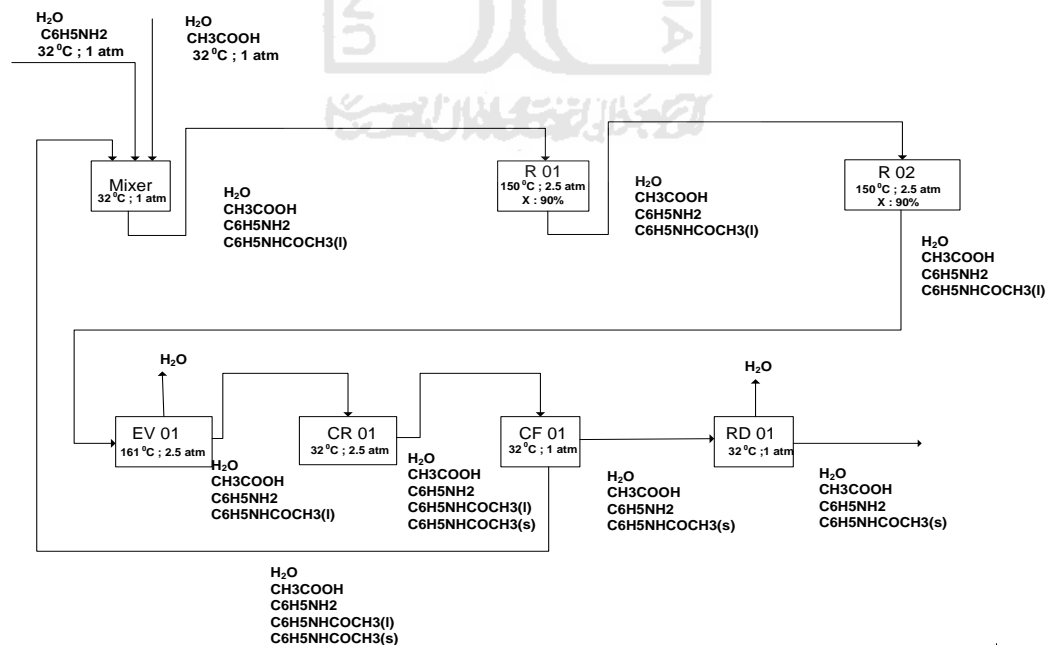 H₂O
C6H5NH2
32 ⁰C ; 1 atm
H₂O
CH3COOH
32 ⁰C ; 1 atm
Mixer
32 ⁰C ; 1 atm
H₂O
CH3COOH
C6H5NH2
C6H5NHCOCH3(l)
R 01
150 ⁰C ; 2.5 atm
X : 90%
H₂O
CH3COOH
C6H5NH2
C6H5NHCOCH3(l)
R 02
150 ⁰C ; 2.5 atm
X : 90%
H₂O
CH3COOH
C6H5NH2
C6H5NHCOCH3(l)
H₂O
EV 01
161 ⁰C ; 2.5 atm
H₂O
CH3COOH
C6H5NH2
C6H5NHCOCH3(l)
CR 01
32 ⁰C ; 2.5 atm
H₂O
CH3COOH
C6H5NH2
C6H5NHCOCH3(l)
C6H5NHCOCH3(s)
CF 01
32 ⁰C ; 1 atm
H₂O
CH3COOH
C6H5NH2
C6H5NHCOCH3(s)
H₂O
RD 01
32 ⁰C ;1 atm
H₂O
CH3COOH
C6H5NH2
C6H5NHCOCH3(s)
H₂O
CH3COOH
C6H5NH2
C6H5NHCOCH3(l)
C6H5NHCOCH3(s)